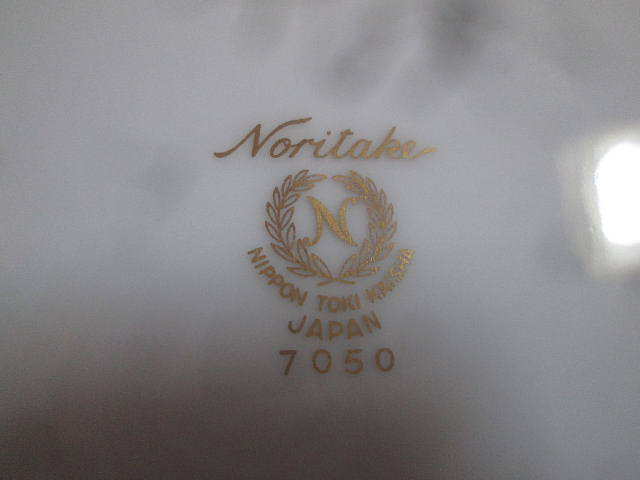 Noritake
N
NIPPON TOKI KAISHA
JAPAN
7050